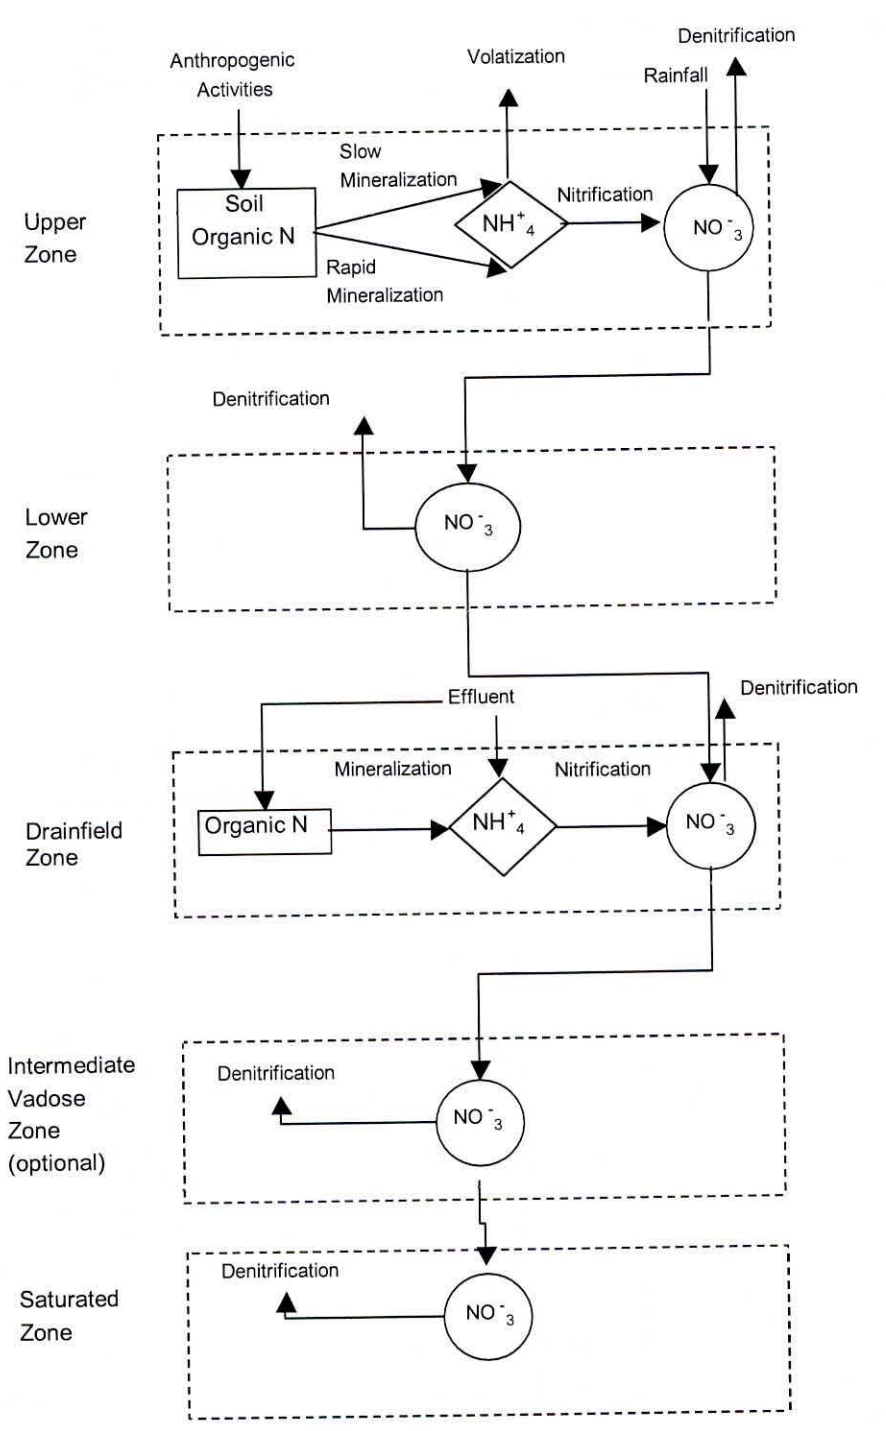 Denitrification
Volatization
Anthropogenic
Activities
Rainfall
Slow
Mineralization
Nitrification
Upper
Zone
Soil
Organic N
NH⁺₄
NO⁻₃
Rapid
Mineralization
Denitrification
Lower
Zone
NO⁻₃
Effluent
Denitrification
Mineralization
Nitrification
Drainfield
Zone
Organic N
NH⁺₄
NO⁻₃
Intermediate
Vadose
Zone
(optional)
Denitrification
NO⁻₃
Saturated
Zone
Denitrification
NO⁻₃